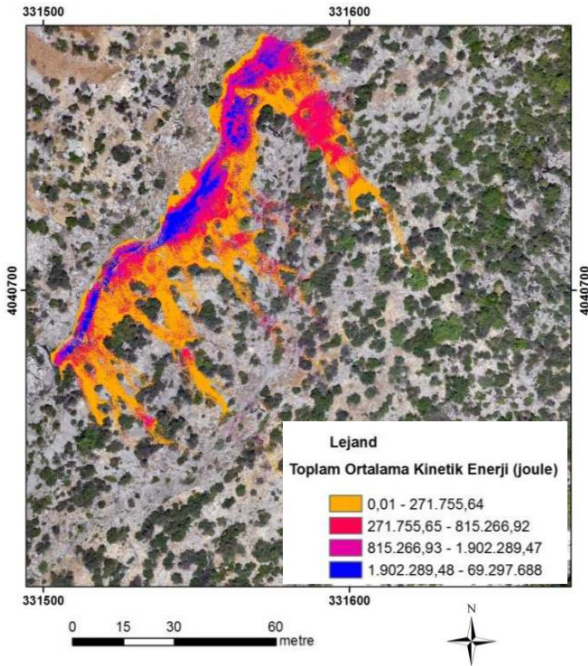 331500 331600
4040700 4040700
Lejand
Toplam Ortalama Kinetik Enerji (joule)
0,01 - 271.755,64
271.755,65 - 815.266,92
815.266,93 - 1.902.289,47
1.902.289,48 - 69.297.688
331500 331600
0 15 30 60
metre
N